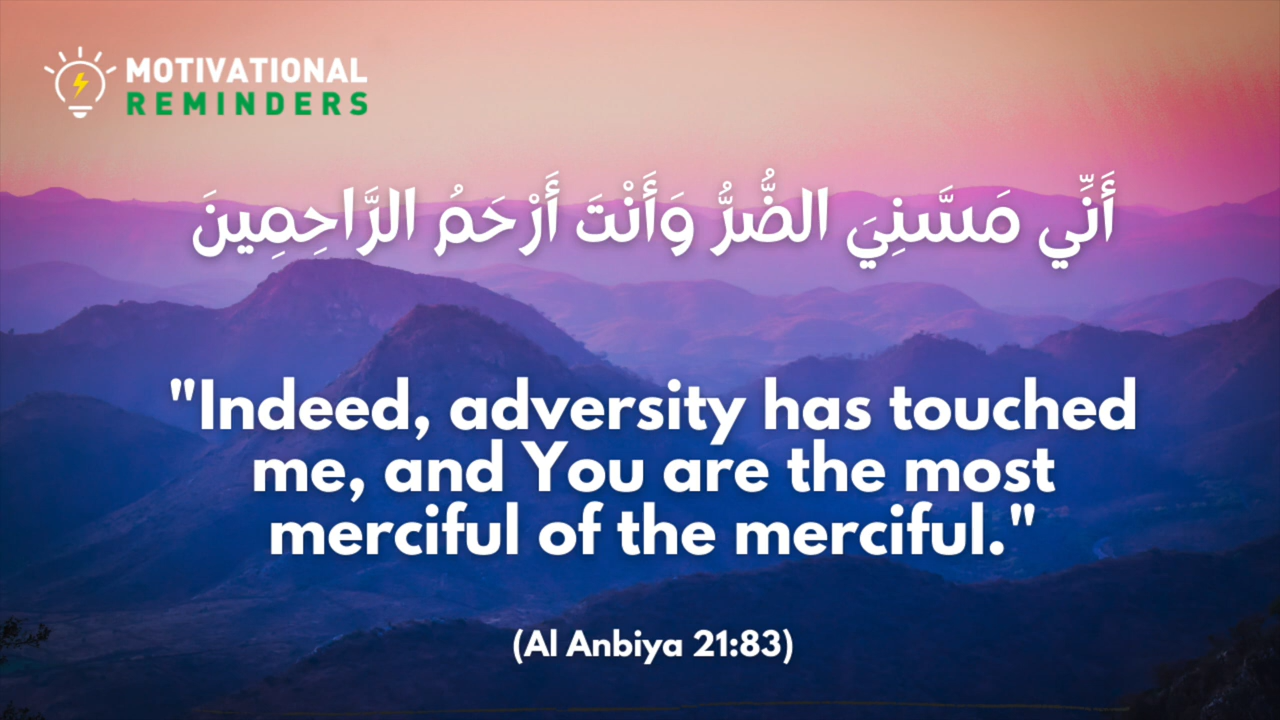 MOTIVATIONAL
REMINDERS
أَنِّي مَسَّنِيَ الضُّرُّ وَأَنْتَ أَرْحَمُ الرَّاحِمِينَ
"Indeed, adversity has touched
me, and You are the most
merciful of the merciful."
(Al Anbiya 21:83)